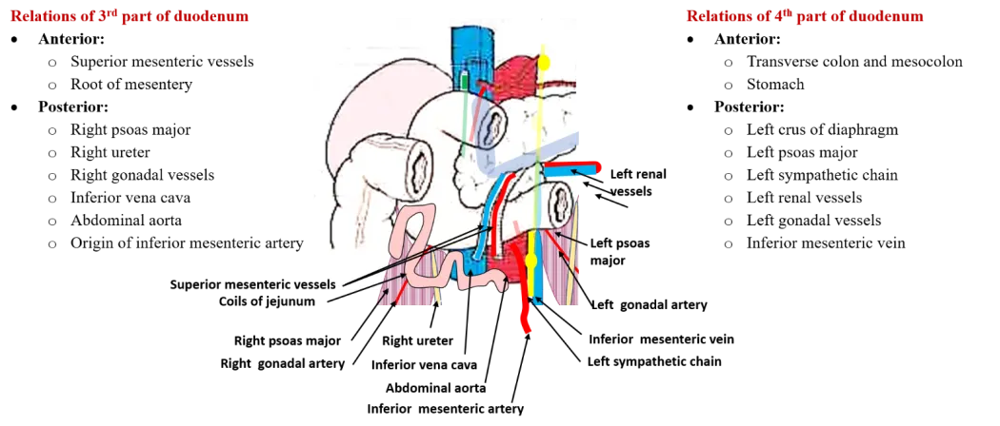 Relations of 3rd part of duodenum
• Anterior:
o Superior mesenteric vessels
o Root of mesentery
• Posterior:
o Right psoas major
o Right ureter
o Right gonadal vessels
o Inferior vena cava
o Abdominal aorta
o Origin of inferior mesenteric artery
Relations of 4th part of duodenum
• Anterior:
o Transverse colon and mesocolon
o Stomach
• Posterior:
o Left crus of diaphragm
o Left psoas major
o Left sympathetic chain
o Left renal vessels
o Left gonadal vessels
o Inferior mesenteric vein
Left renal
vessels
Left psoas
major
Superior mesenteric vessels
Coils of jejunum
Left gonadal artery
Right psoas major
Right ureter
Inferior mesenteric vein
Right gonadal artery
Inferior vena cava
Left sympathetic chain
Abdominal aorta
Inferior mesenteric artery